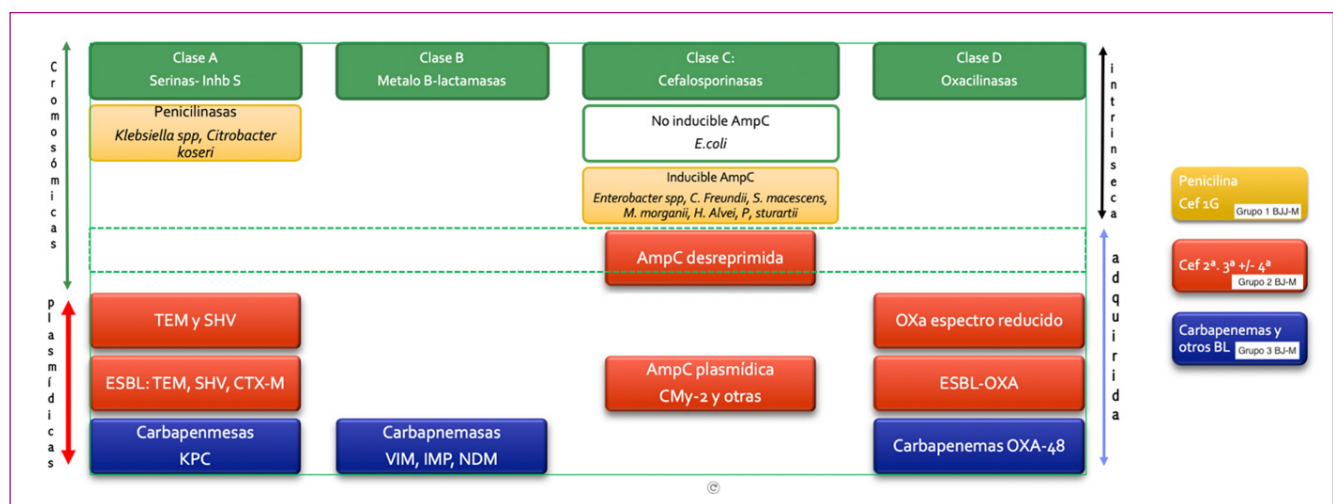 Cromosómicas
plasmídicas
Clase A
Serinas- Inhb S
Clase B
Metalo B-lactamasas
Clase C:
Cefalosporinasas
Clase D
Oxacilinasas
Penicilinasas
Klebsiella spp, Citrobacter
koseri
No inducible AmpC
E.coli
Inducible AmpC
Enterobacter spp, C. Freundii, S. macescens,
M. morganii, H. Alvei, P, sturartii
AmpC desreprimida
TEM y SHV
OXa espectro reducido
ESBL: TEM, SHV, CTX-M
AmpC plasmídica
CMy-2 y otras
ESBL-OXA
Carbapenmesas
KPC
Carbapnemasas
VIM, IMP, NDM
Carbapenemas OXA-48
intrinseca
adquirida
Penicilina
Cef 1G
Grupo 1 BJJ-M
Cef 2ª. 3ª +/- 4ª
Grupo 2 BJ-M
Carbapenemas y
otros BL
Grupo 3 BJ-M